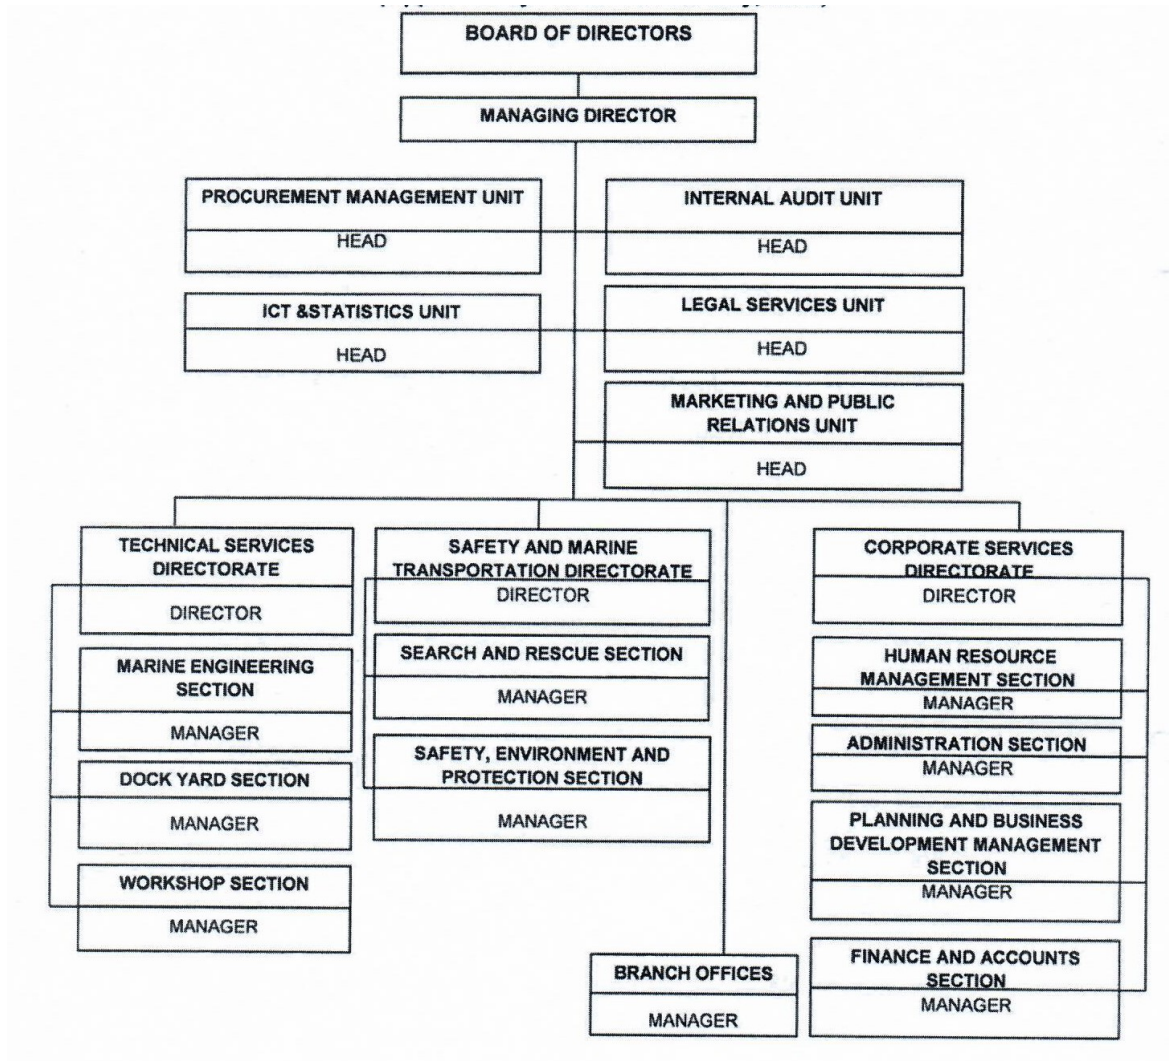 BOARD OF DIRECTORS
MANAGING DIRECTOR
PROCUREMENT MANAGEMENT UNIT
HEAD
INTERNAL AUDIT UNIT
HEAD
ICT &STATISTICS UNIT
HEAD
LEGAL SERVICES UNIT
HEAD
MARKETING AND PUBLIC
RELATIONS UNIT
HEAD
TECHNICAL SERVICES
DIRECTORATE
DIRECTOR
MARINE ENGINEERING
SECTION
MANAGER
DOCK YARD SECTION
MANAGER
WORKSHOP SECTION
MANAGER
SAFETY AND MARINE
TRANSPORTATION DIRECTORATE
DIRECTOR
SEARCH AND RESCUE SECTION
MANAGER
SAFETY, ENVIRONMENT AND
PROTECTION SECTION
MANAGER
BRANCH OFFICES
MANAGER
CORPORATE SERVICES
DIRECTORATE
DIRECTOR
HUMAN RESOURCE
MANAGEMENT SECTION
MANAGER
ADMINISTRATION SECTION
MANAGER
PLANNING AND BUSINESS
DEVELOPMENT MANAGEMENT
SECTION
MANAGER
FINANCE AND ACCOUNTS
SECTION
MANAGER